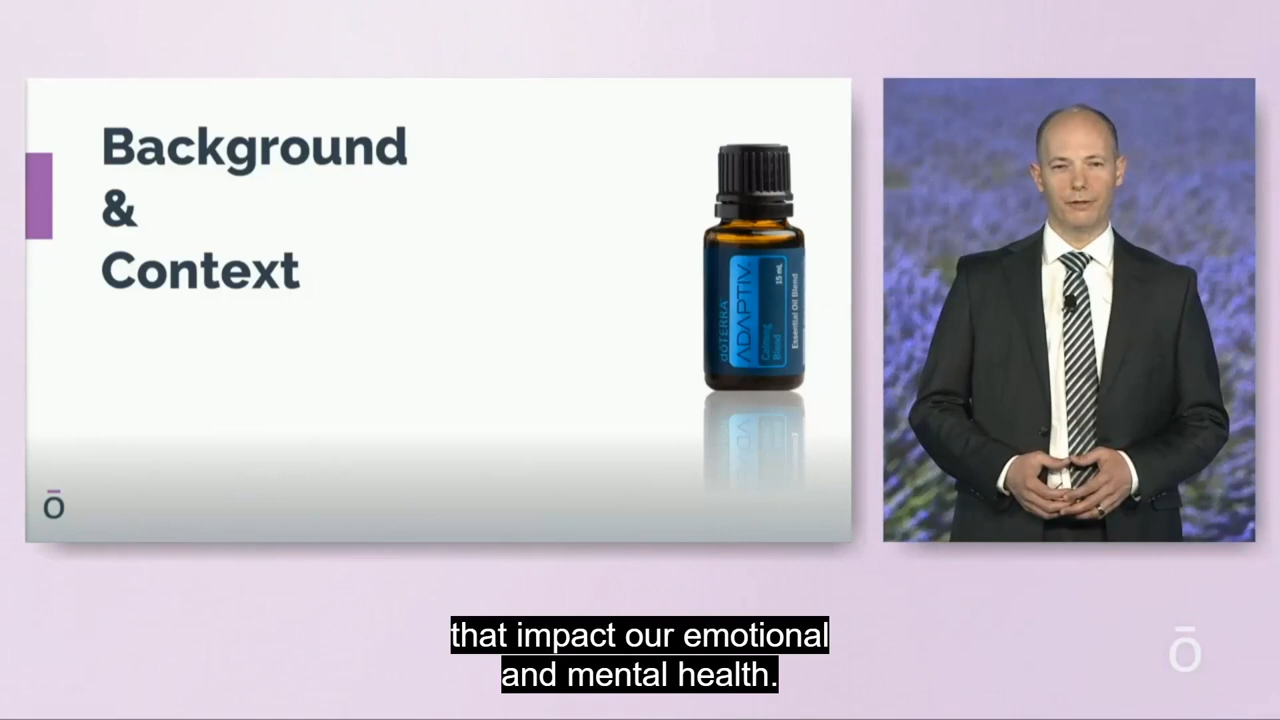 Background
&
Context
dōTERRA
ADAPTIV
Calming
Blend
15 mL
Essential Oil Blend
ō
that impact our emotional
and mental health.
ō